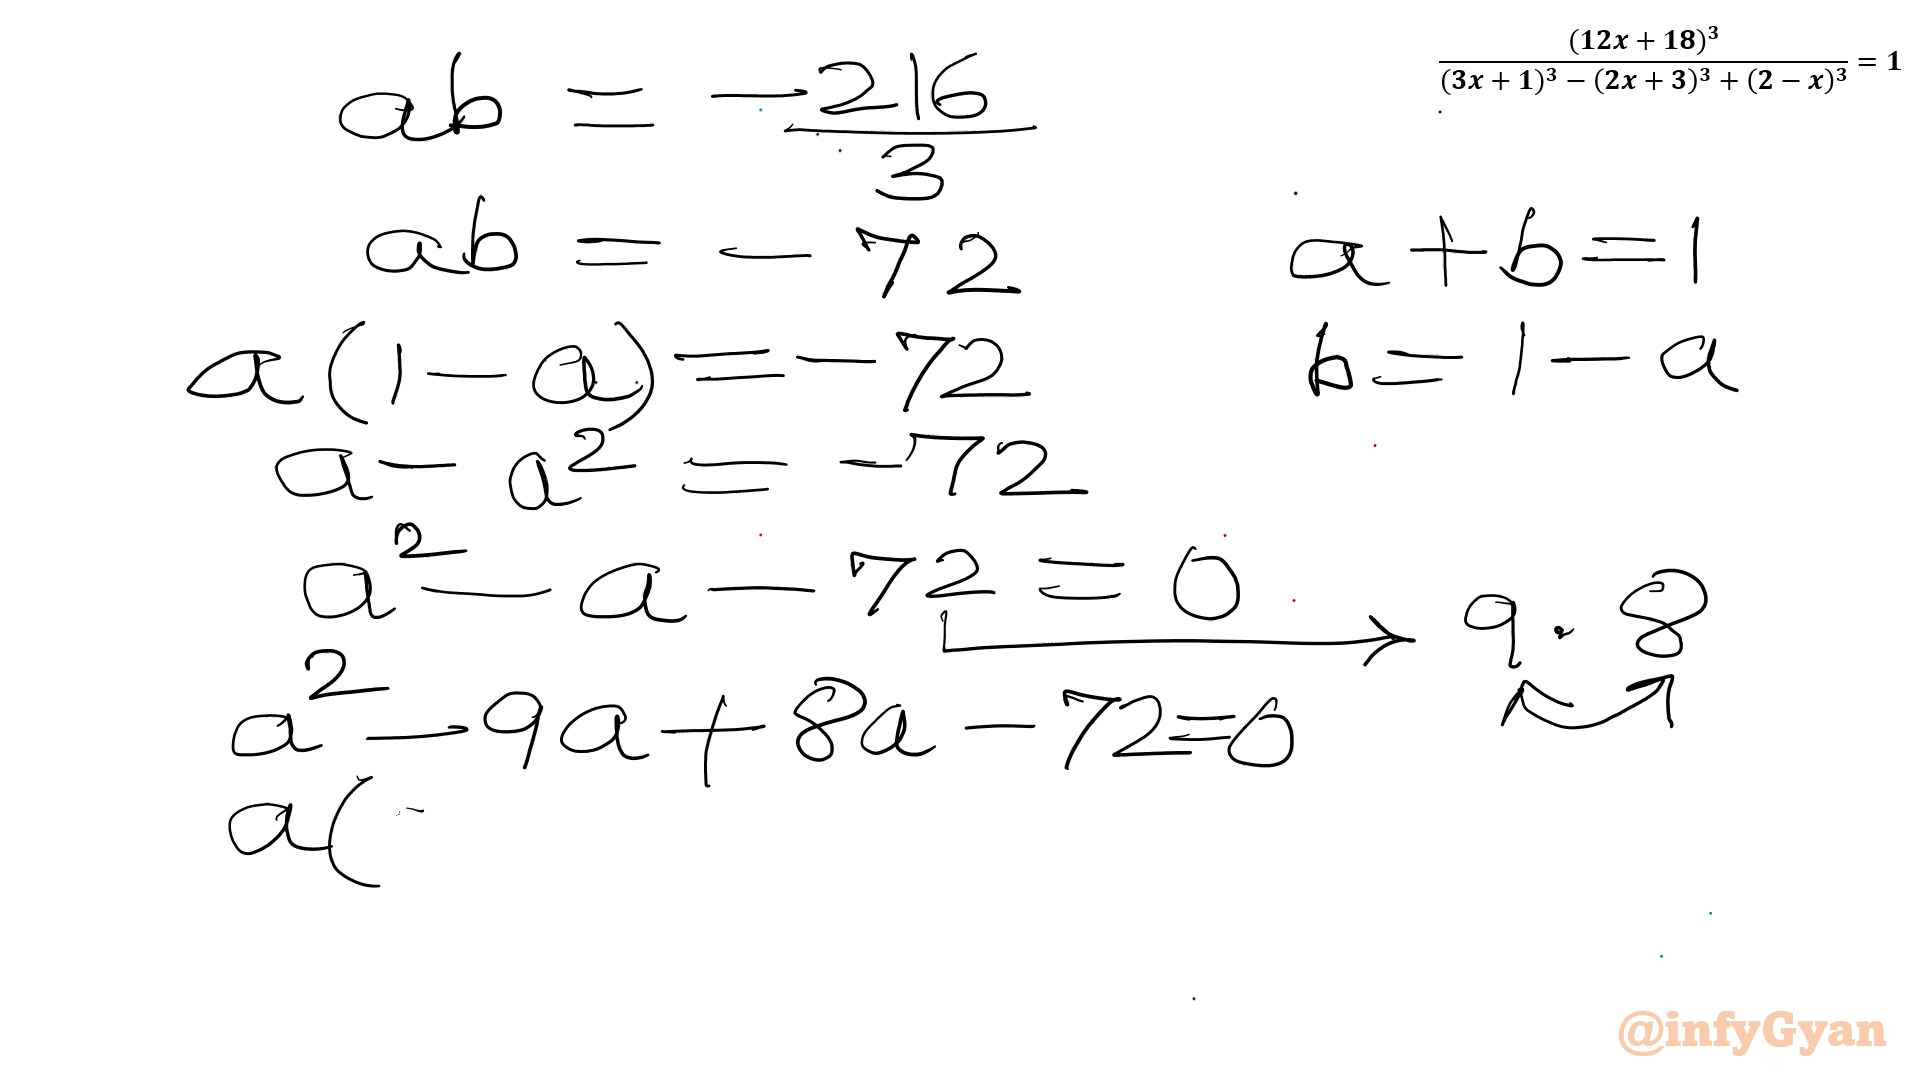 (12x + 18)³
(3x + 1)³ − (2x + 3)³ + (2 − x)³ = 1
ab = −216
3
ab = −72
a + b = 1
a(1 − a) = −72
b = 1 − a
a − a² = −72
a² − a − 72 = 0 → 9 · 8
a² − 9a + 8a − 72 = 0
a(
@infyGyan